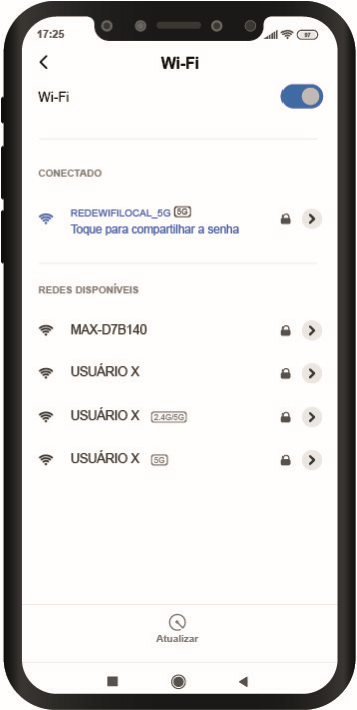 17:25 97
Wi-Fi
Wi-Fi
CONECTADO
REDEWIFILOCAL_5G 5G
Toque para compartilhar a senha
REDES DISPONÍVEIS
MAX-D7B140
USUÁRIO X
USUÁRIO X 2.4G/5G
USUÁRIO X 5G
Atualizar